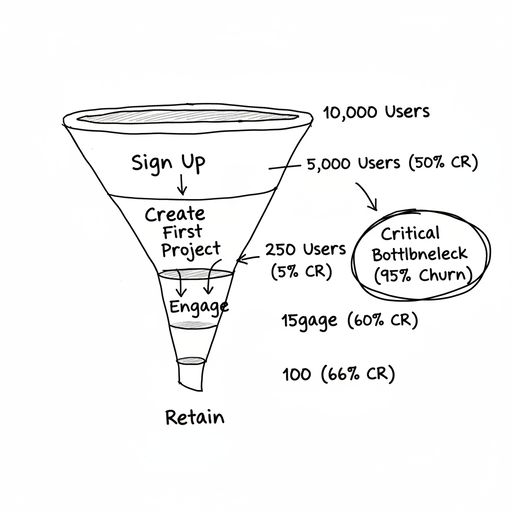 10,000 Users
Sign Up
5,000 Users (50% CR)
Create
First
Project
Critical
Bottlbneleck
(95% Churn)
250 Users
(5% CR)
Engage
15gage (60% CR)
100 (66% CR)
Retain